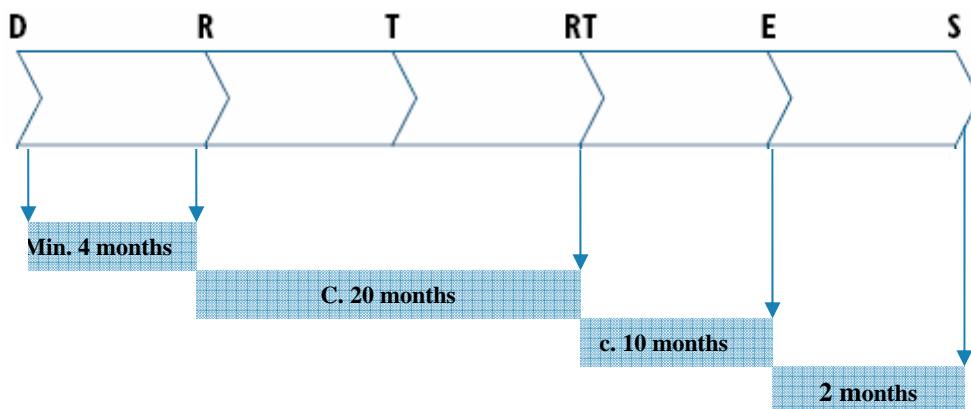 D R T RT E S
Min. 4 months
C. 20 months
c. 10 months
2 months